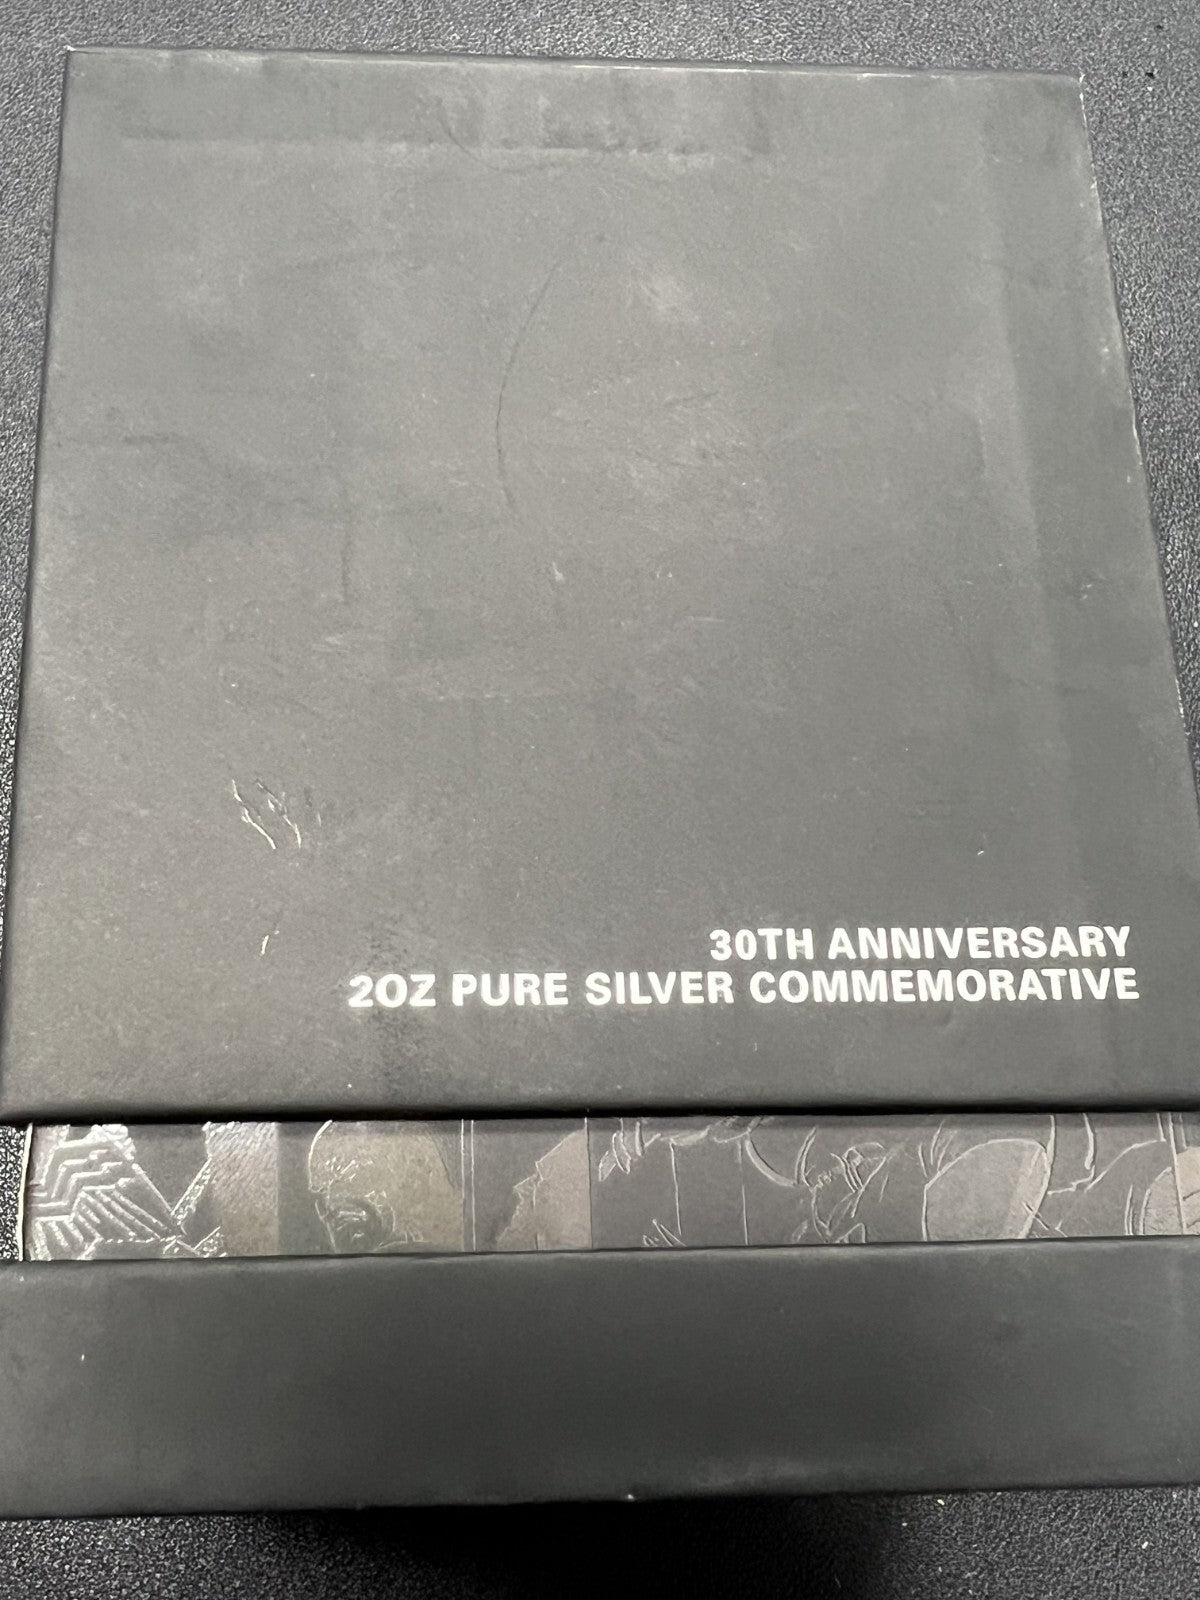 30TH ANNIVERSARY
2OZ PURE SILVER COMMEMORATIVE